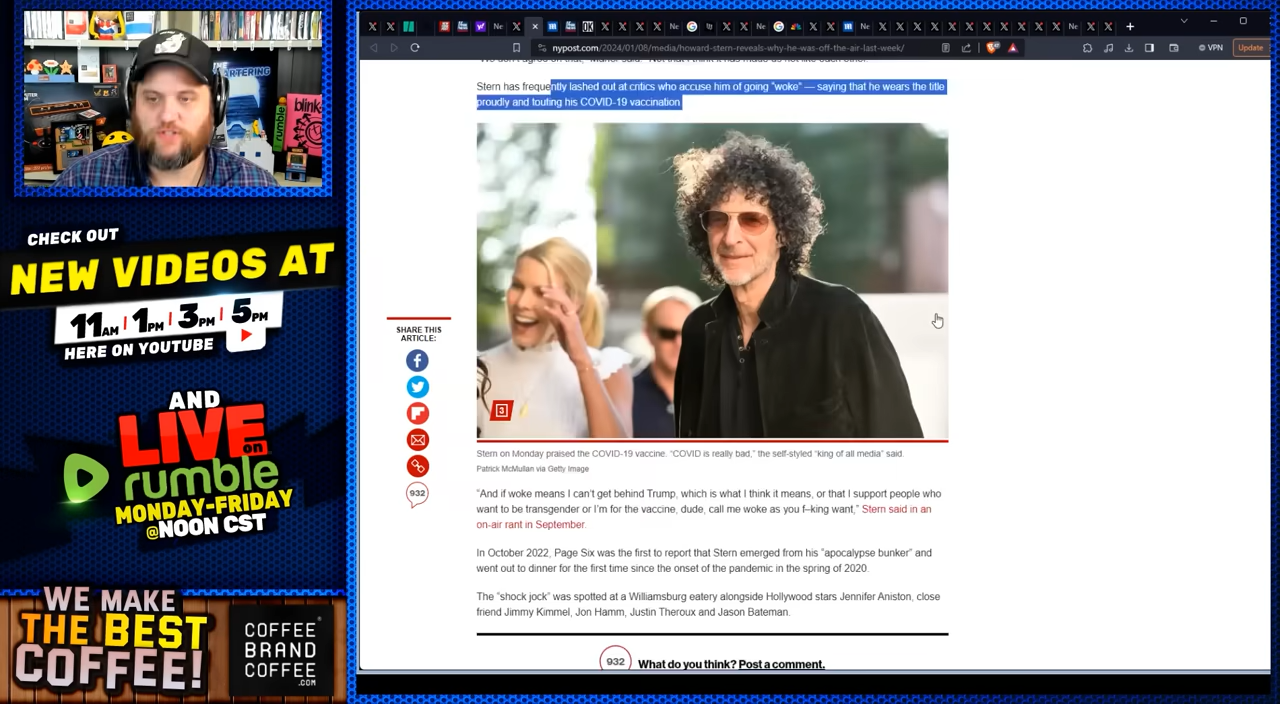 ARTERING
blink
rumble
CHECK OUT
NEW VIDEOS AT
11AM | 1PM | 3PM | 5PM
HERE ON YOUTUBE
AND
LIVE on
rumble
MONDAY-FRIDAY
@NOON CST
WE MAKE
THE BEST
COFFEE!
COFFEE
BRAND
COFFEE
.COM
nypost.com/2024/01/08/media/howard-stern-reveals-why-he-was-off-the-air-last-week/
VPN
Update
Stern has frequently lashed out at critics who accuse him of going "woke" — saying that he wears the title
proudly and touting his COVID-19 vaccination
SHARE THIS
ARTICLE:
932
3
Stern on Monday praised the COVID-19 vaccine. "COVID is really bad," the self-styled "king of all media" said.
Patrick McMullan via Getty Image
"And if woke means I can't get behind Trump, which is what I think it means, or that I support people who
want to be transgender or I'm for the vaccine, dude, call me woke as you f–king want," Stern said in an
on-air rant in September.
In October 2022, Page Six was the first to report that Stern emerged from his "apocalypse bunker" and
went out to dinner for the first time since the onset of the pandemic in the spring of 2020.
The "shock jock" was spotted at a Williamsburg eatery alongside Hollywood stars Jennifer Aniston, close
friend Jimmy Kimmel, Jon Hamm, Justin Theroux and Jason Bateman.
932
What do you think? Post a comment.